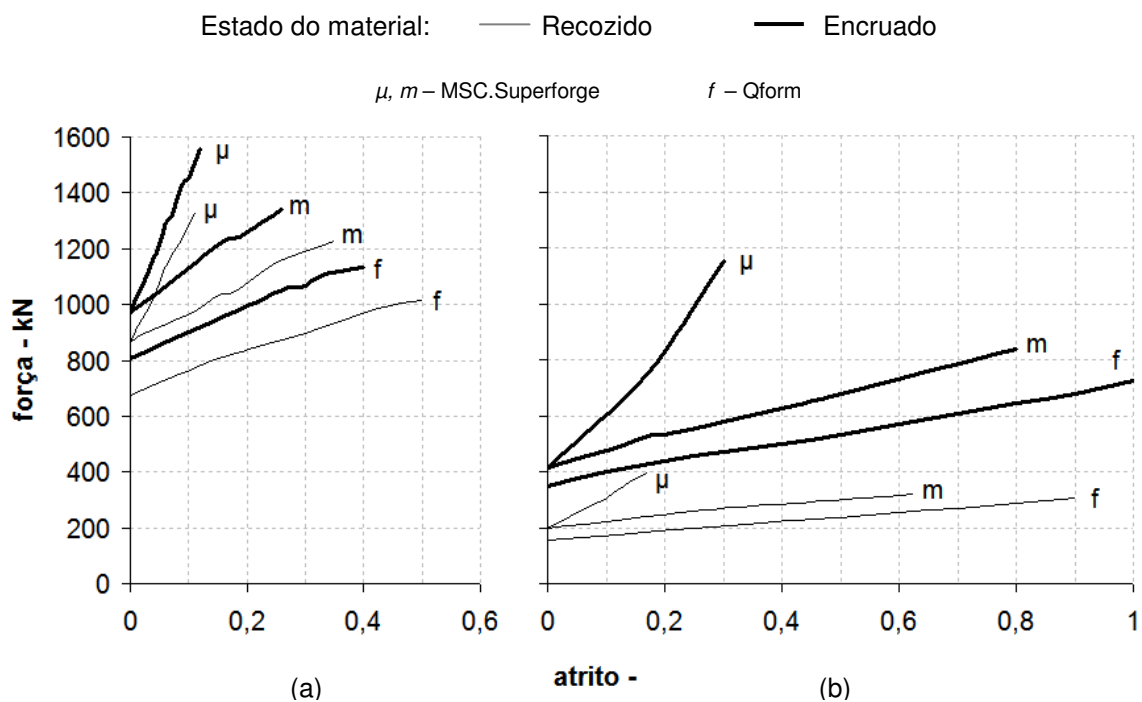 Estado do material: Recozido Encruado
μ, m – MSC.Superforge f – Qform
força - kN
1600
1400
1200
1000
800
600
400
200
0
μ
μ
m
m
f
f
0 0,2 0,4 0,6
μ
m
f
μ
m
f
0 0,2 0,4 0,6 0,8 1
atrito -
(a) (b)